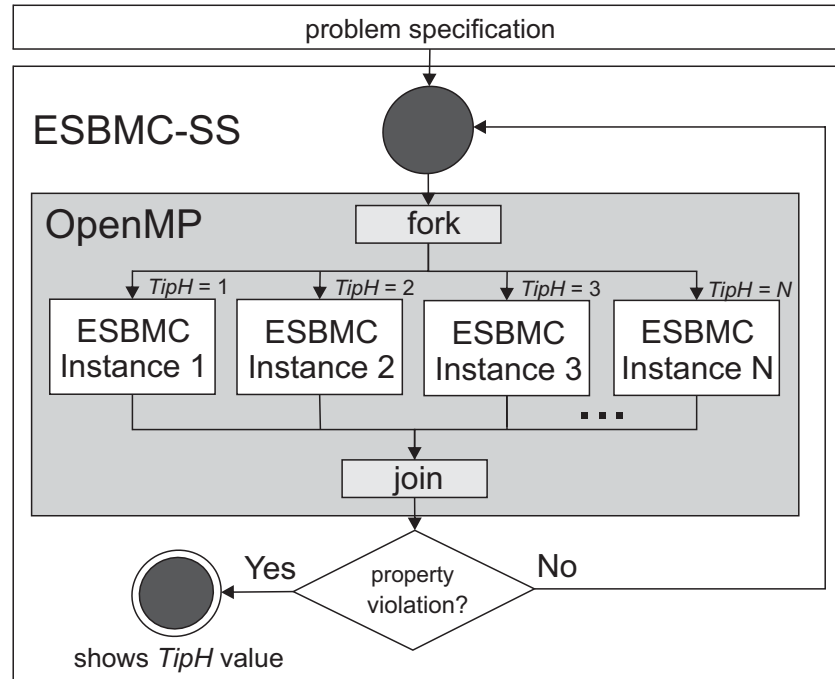 problem specification
ESBMC-SS
OpenMP
fork
TipH = 1
TipH = 2
TipH = 3
TipH = N
ESBMC
Instance 1
ESBMC
Instance 2
ESBMC
Instance 3
ESBMC
Instance N
...
join
property
violation?
Yes
No
shows TipH value